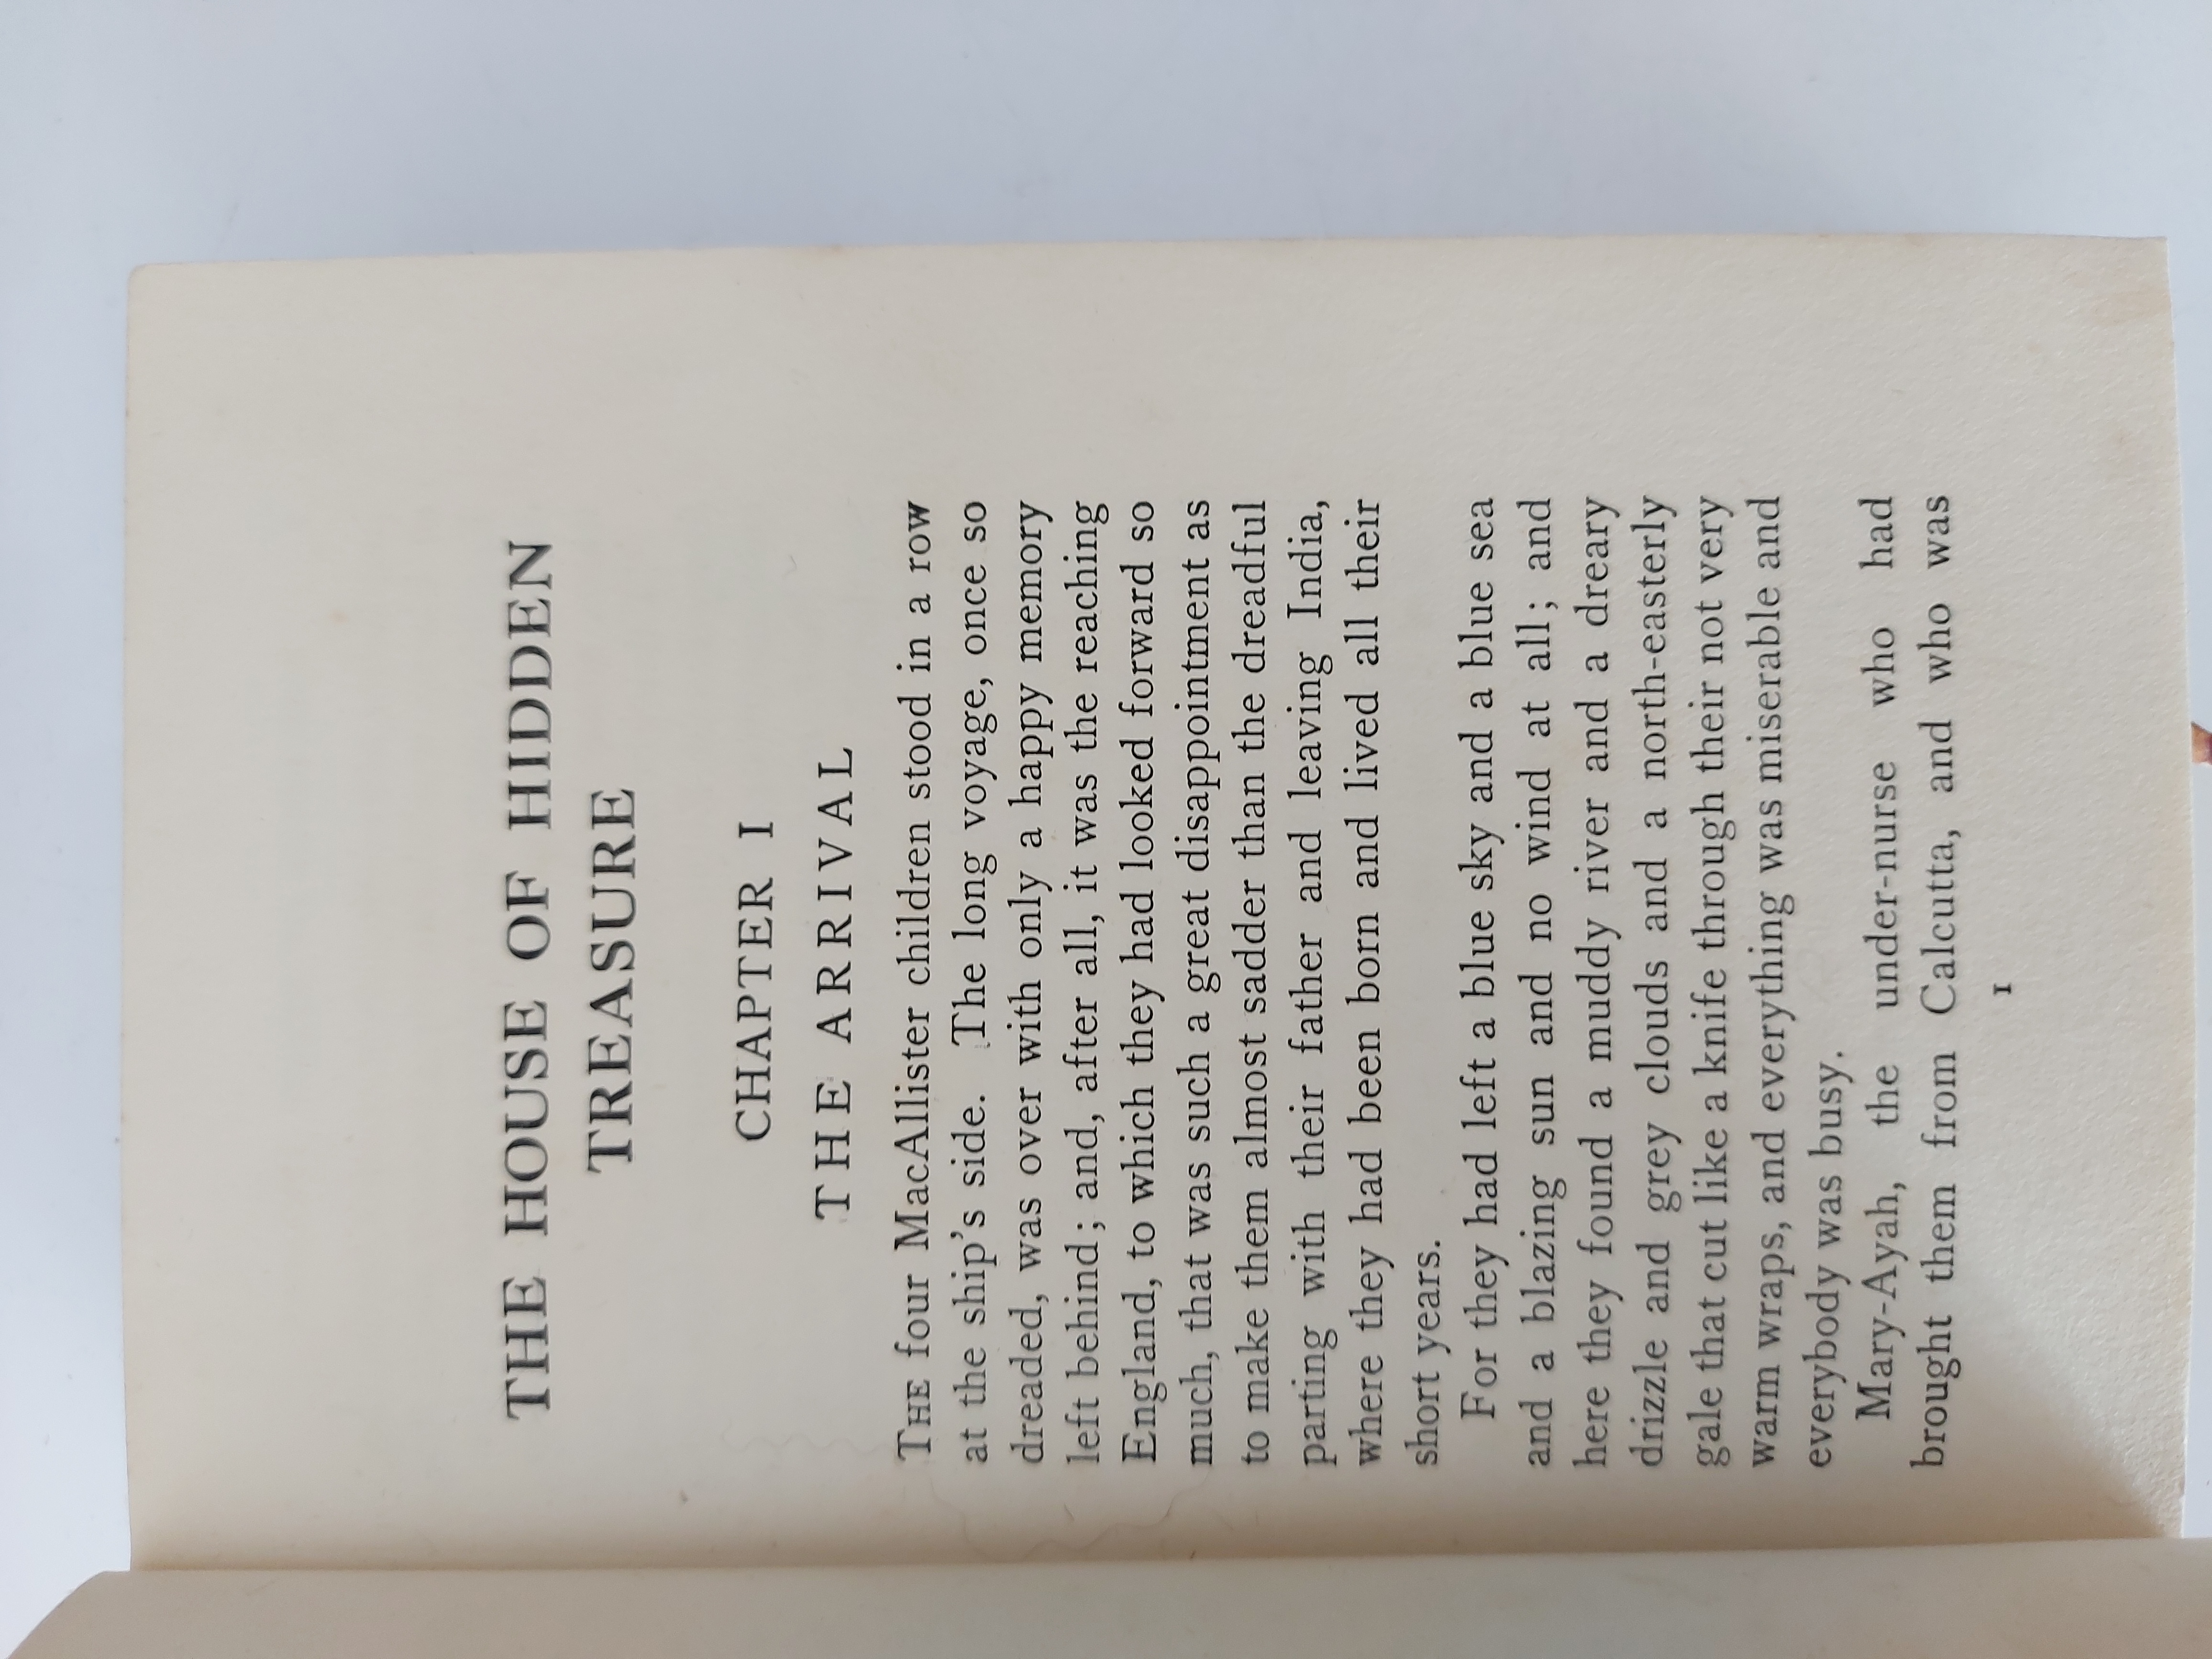 THE HOUSE OF HIDDEN
TREASURE
CHAPTER I
THE ARRIVAL
THE four MacAllister children stood in a row
at the ship's side. The long voyage, once so
dreaded, was over with only a happy memory
left behind; and, after all, it was the reaching
England, to which they had looked forward so
much, that was such a great disappointment as
to make them almost sadder than the dreadful
parting with their father and leaving India,
where they had been born and lived all their
short years.
For they had left a blue sky and a blue sea
and a blazing sun and no wind at all; and
here they found a muddy river and a dreary
drizzle and grey clouds and a north-easterly
gale that cut like a knife through their not very
warm wraps, and everything was miserable and
everybody was busy.
Mary-Ayah, the under-nurse who had
brought them from Calcutta, and who was
1